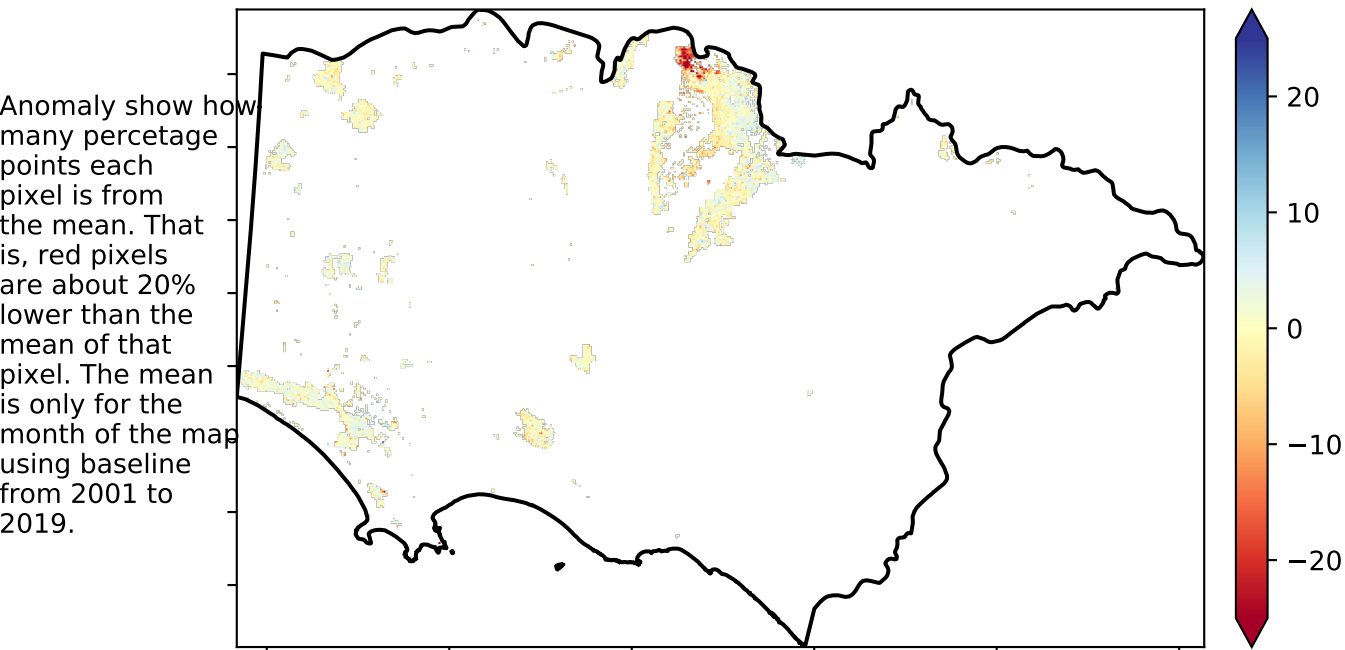 Anomaly show how
many percetage
points each
pixel is from
the mean. That
is, red pixels
are about 20%
lower than the
mean of that
pixel. The mean
is only for the
month of the map
using baseline
from 2001 to
2019.
20
10
0
−10
−20